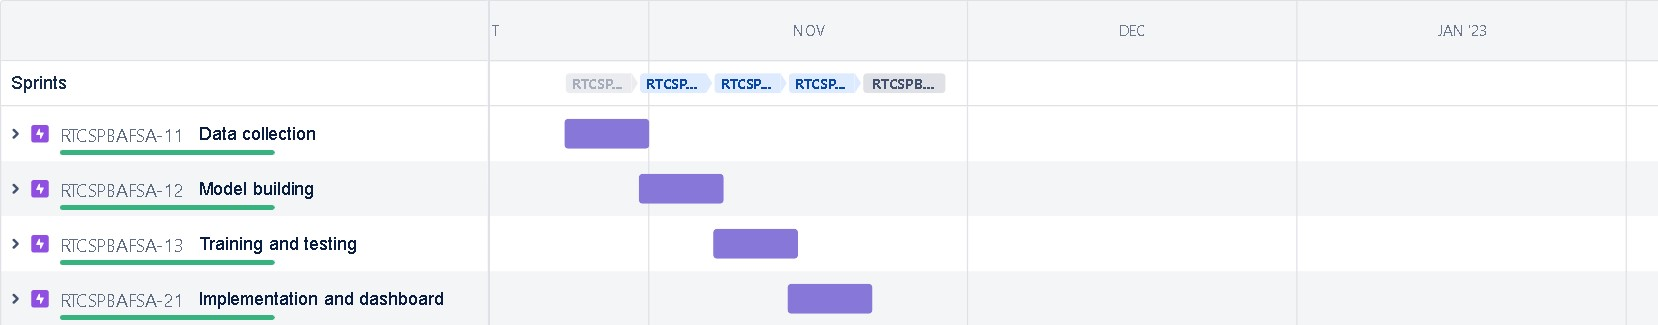 T NOV DEC JAN '23
Sprints RTCSP... RTCSP... RTCSP... RTCSP... RTCSPB...
RTCSPBAFSA-11 Data collection
RTCSPBAFSA-12 Model building
RTCSPBAFSA-13 Training and testing
RTCSPBAFSA-21 Implementation and dashboard